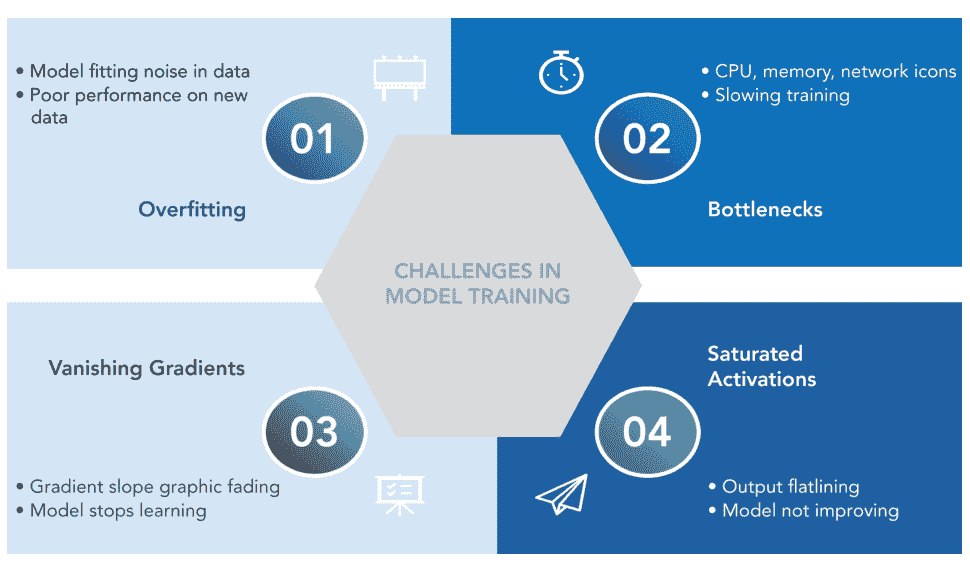 • Model fitting noise in data
• Poor performance on new
data
01
Overfitting
• CPU, memory, network icons
• Slowing training
02
Bottlenecks
CHALLENGES IN
MODEL TRAINING
Vanishing Gradients
03
• Gradient slope graphic fading
• Model stops learning
Saturated
Activations
04
• Output flatlining
• Model not improving